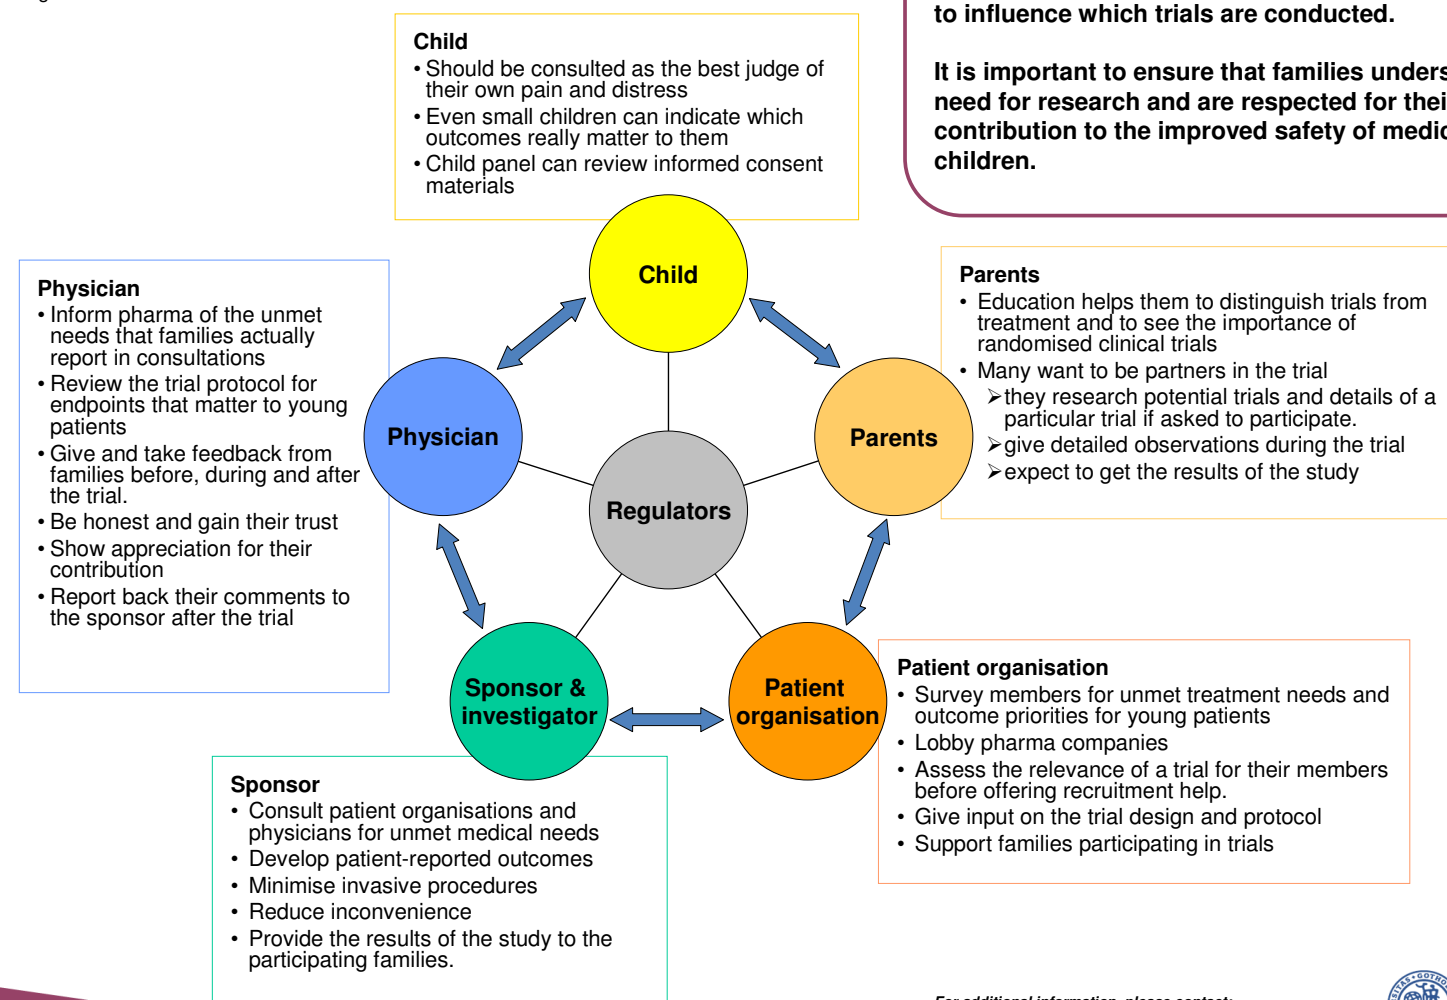 to influence which trials are conducted.
It is important to ensure that families unders
need for research and are respected for thei
contribution to the improved safety of medic
children.
Child
• Should be consulted as the best judge of
their own pain and distress
• Even small children can indicate which
outcomes really matter to them
• Child panel can review informed consent
materials
Physician
• Inform pharma of the unmet
needs that families actually
report in consultations
• Review the trial protocol for
endpoints that matter to young
patients
• Give and take feedback from
families before, during and after
the trial.
• Be honest and gain their trust
• Show appreciation for their
contribution
• Report back their comments to
the sponsor after the trial
Child
Physician
Parents
Regulators
Sponsor &
investigator
Patient
organisation
Parents
• Education helps them to distinguish trials from
treatment and to see the importance of
randomised clinical trials
• Many want to be partners in the trial
➢they research potential trials and details of a
particular trial if asked to participate.
➢give detailed observations during the trial
➢expect to get the results of the study
Patient organisation
• Survey members for unmet treatment needs and
outcome priorities for young patients
• Lobby pharma companies
• Assess the relevance of a trial for their members
before offering recruitment help.
• Give input on the trial design and protocol
• Support families participating in trials
Sponsor
• Consult patient organisations and
physicians for unmet medical needs
• Develop patient-reported outcomes
• Minimise invasive procedures
• Reduce inconvenience
• Provide the results of the study to the
participating families.
For additional information, please contact: